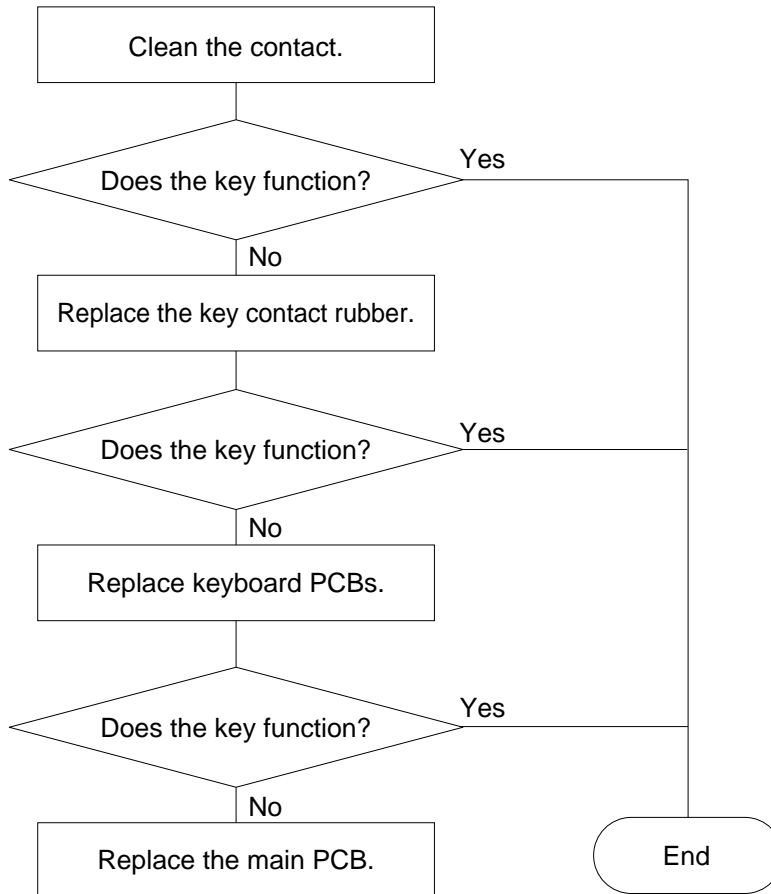 Clean the contact.
Does the key function?
Yes
No
Replace the key contact rubber.
Does the key function?
Yes
No
Replace keyboard PCBs.
Does the key function?
Yes
No
Replace the main PCB.
End